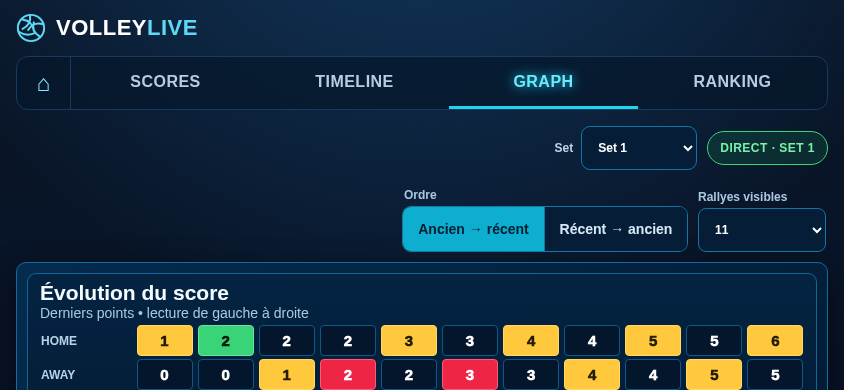 VOLLEYLIVE
⌂ SCORES TIMELINE GRAPH RANKING
Set Set 1 DIRECT · SET 1
Ordre Rallyes visibles
Ancien → récent Récent → ancien 11
Évolution du score
Derniers points • lecture de gauche à droite
HOME 1 2 2 2 3 3 4 4 5 5 6
AWAY 0 0 1 2 2 3 3 4 4 5 5